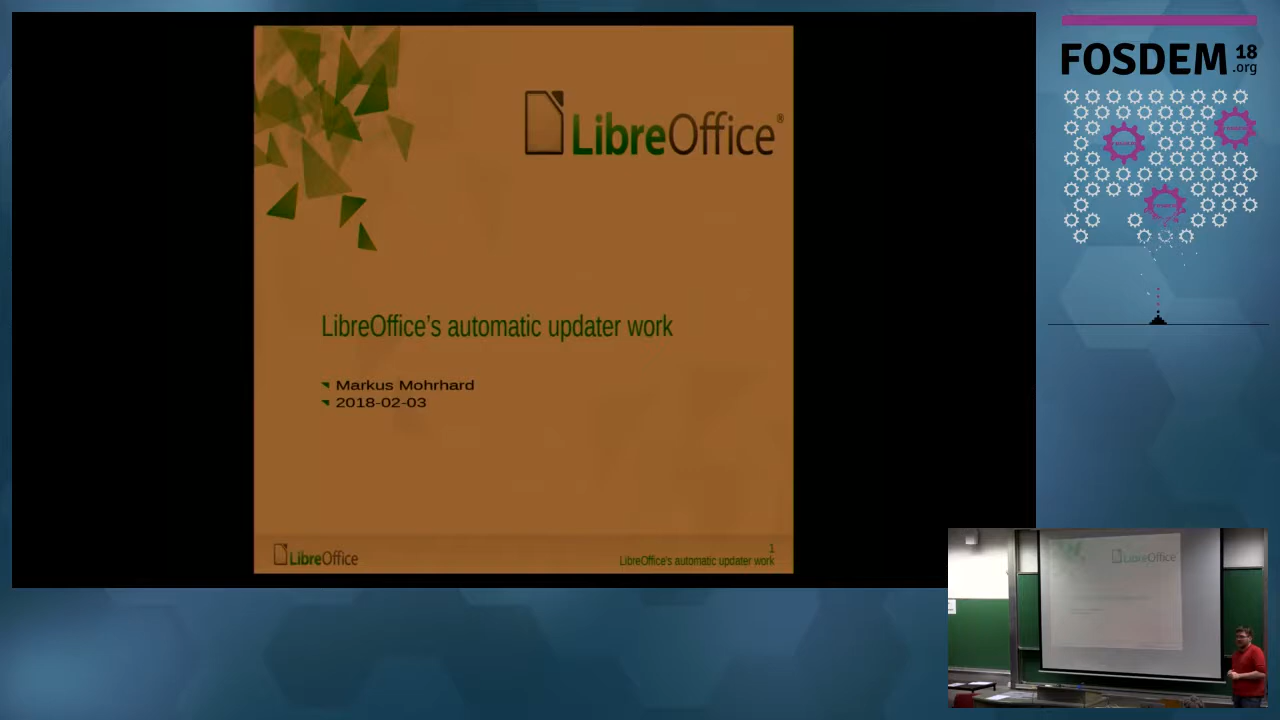 LibreOffice®
LibreOffice's automatic updater work
Markus Mohrhard
2018-02-03
LibreOffice
1
LibreOffice's automatic updater work
FOSDEM 18
.org
LibreOffice